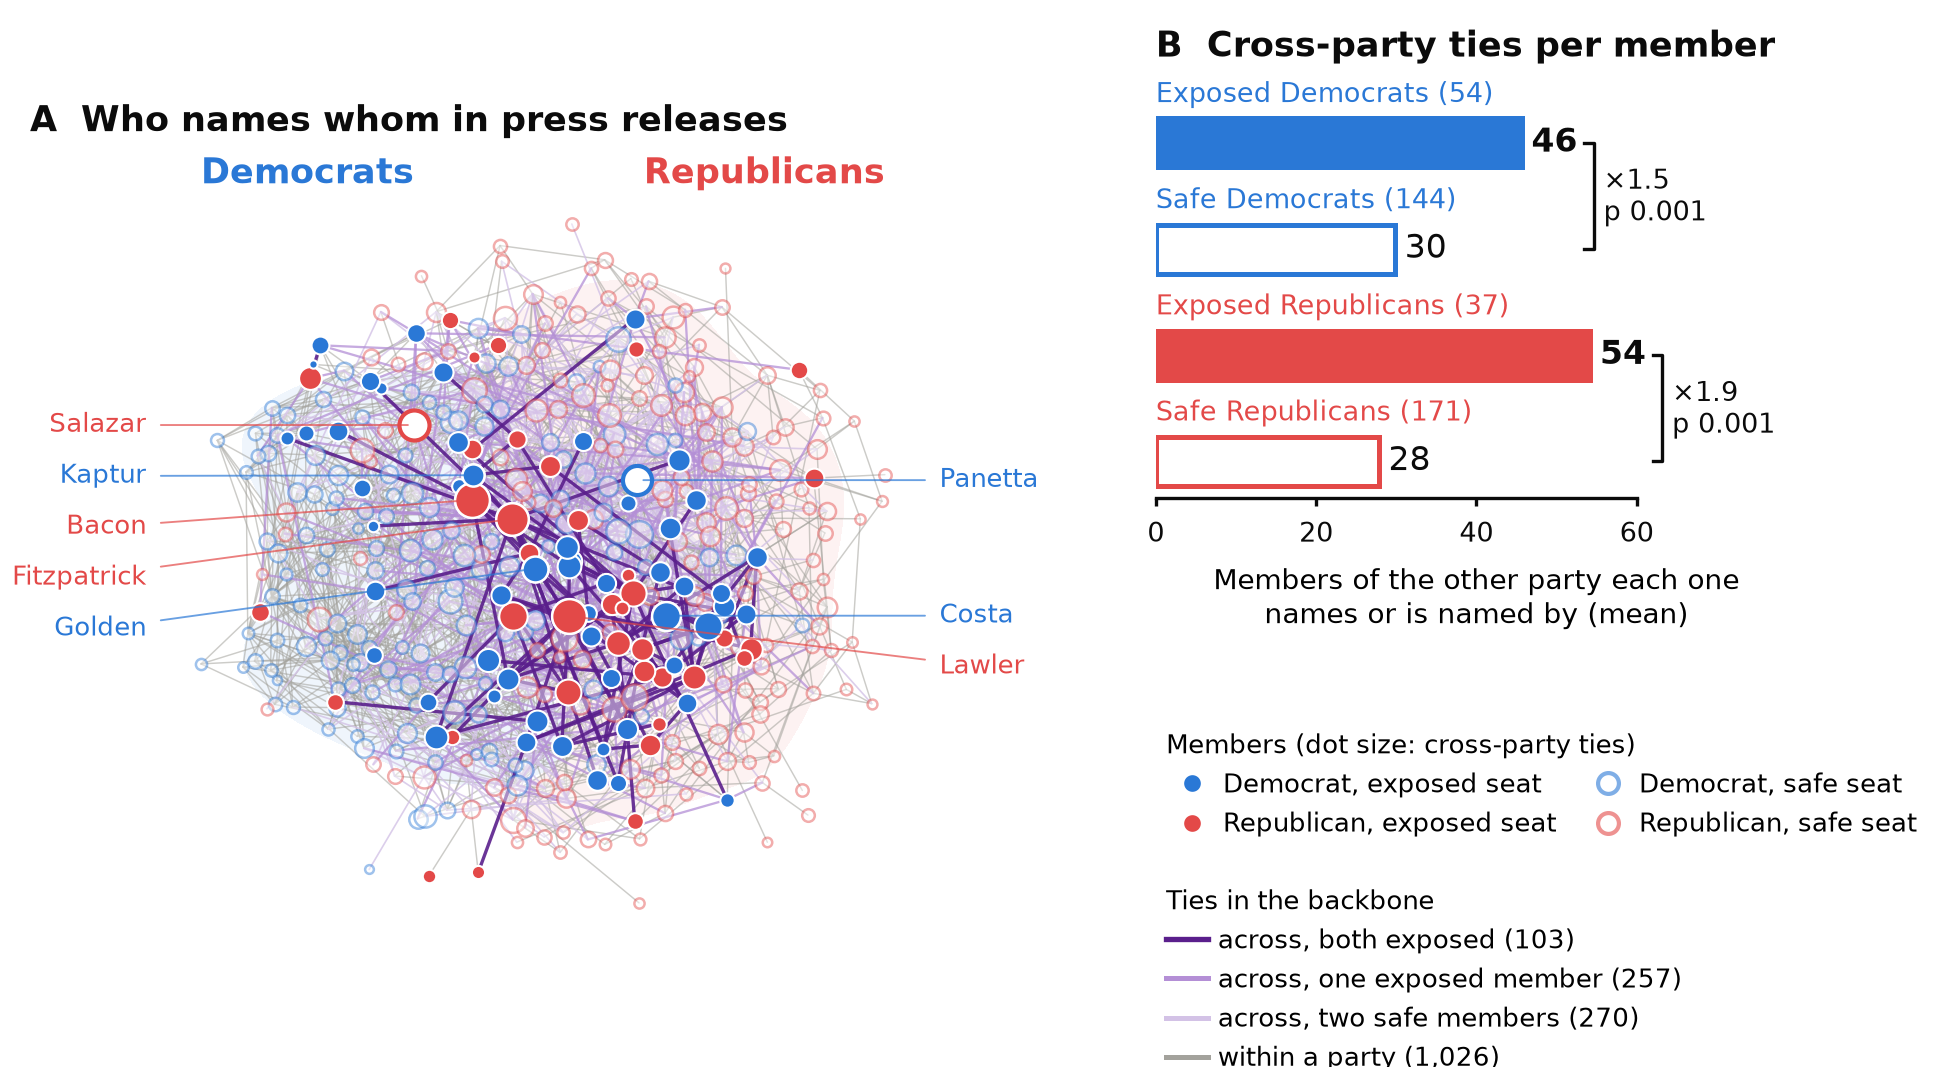 A Who names whom in press releases
Democrats
Republicans
Salazar
Kaptur
Bacon
Fitzpatrick
Golden
Panetta
Costa
Lawler
B Cross-party ties per member
Exposed Democrats (54)
46
Safe Democrats (144)
30
×1.5
p 0.001
Exposed Republicans (37)
54
Safe Republicans (171)
28
×1.9
p 0.001
0 20 40 60
Members of the other party each one
names or is named by (mean)
Members (dot size: cross-party ties)
Democrat, exposed seat
Democrat, safe seat
Republican, exposed seat
Republican, safe seat
Ties in the backbone
across, both exposed (103)
across, one exposed member (257)
across, two safe members (270)
within a party (1,026)